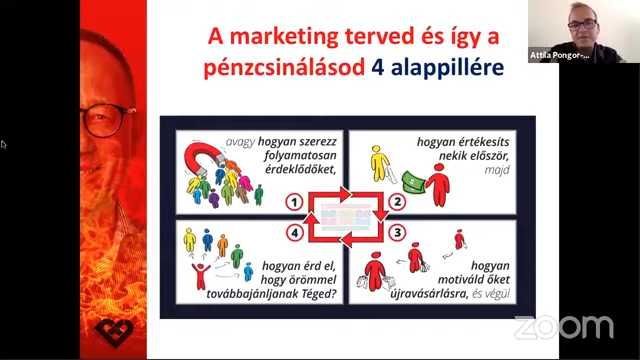 A marketing terved és így a
pénzcsinálásod 4 alappillére
Attila Pongor-
avagy hogyan szerezz
folyamatosan
érdeklődőket,
hogyan értékesíts
nekik először,
majd
1
2
4
3
hogyan érd el,
hogy örömmel
továbbajánljanak Téged?
hogyan
motiváld őket
újravásárlásra, és végül
zoom